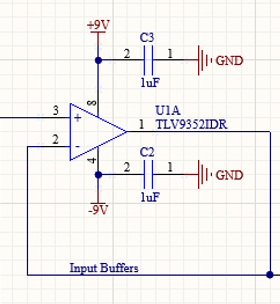 +9V
C3
2 1
GND
1uF
8
3
+
U1A
1
TLV9352IDR
2
-
4
C2
2 1
GND
1uF
-9V
Input Buffers